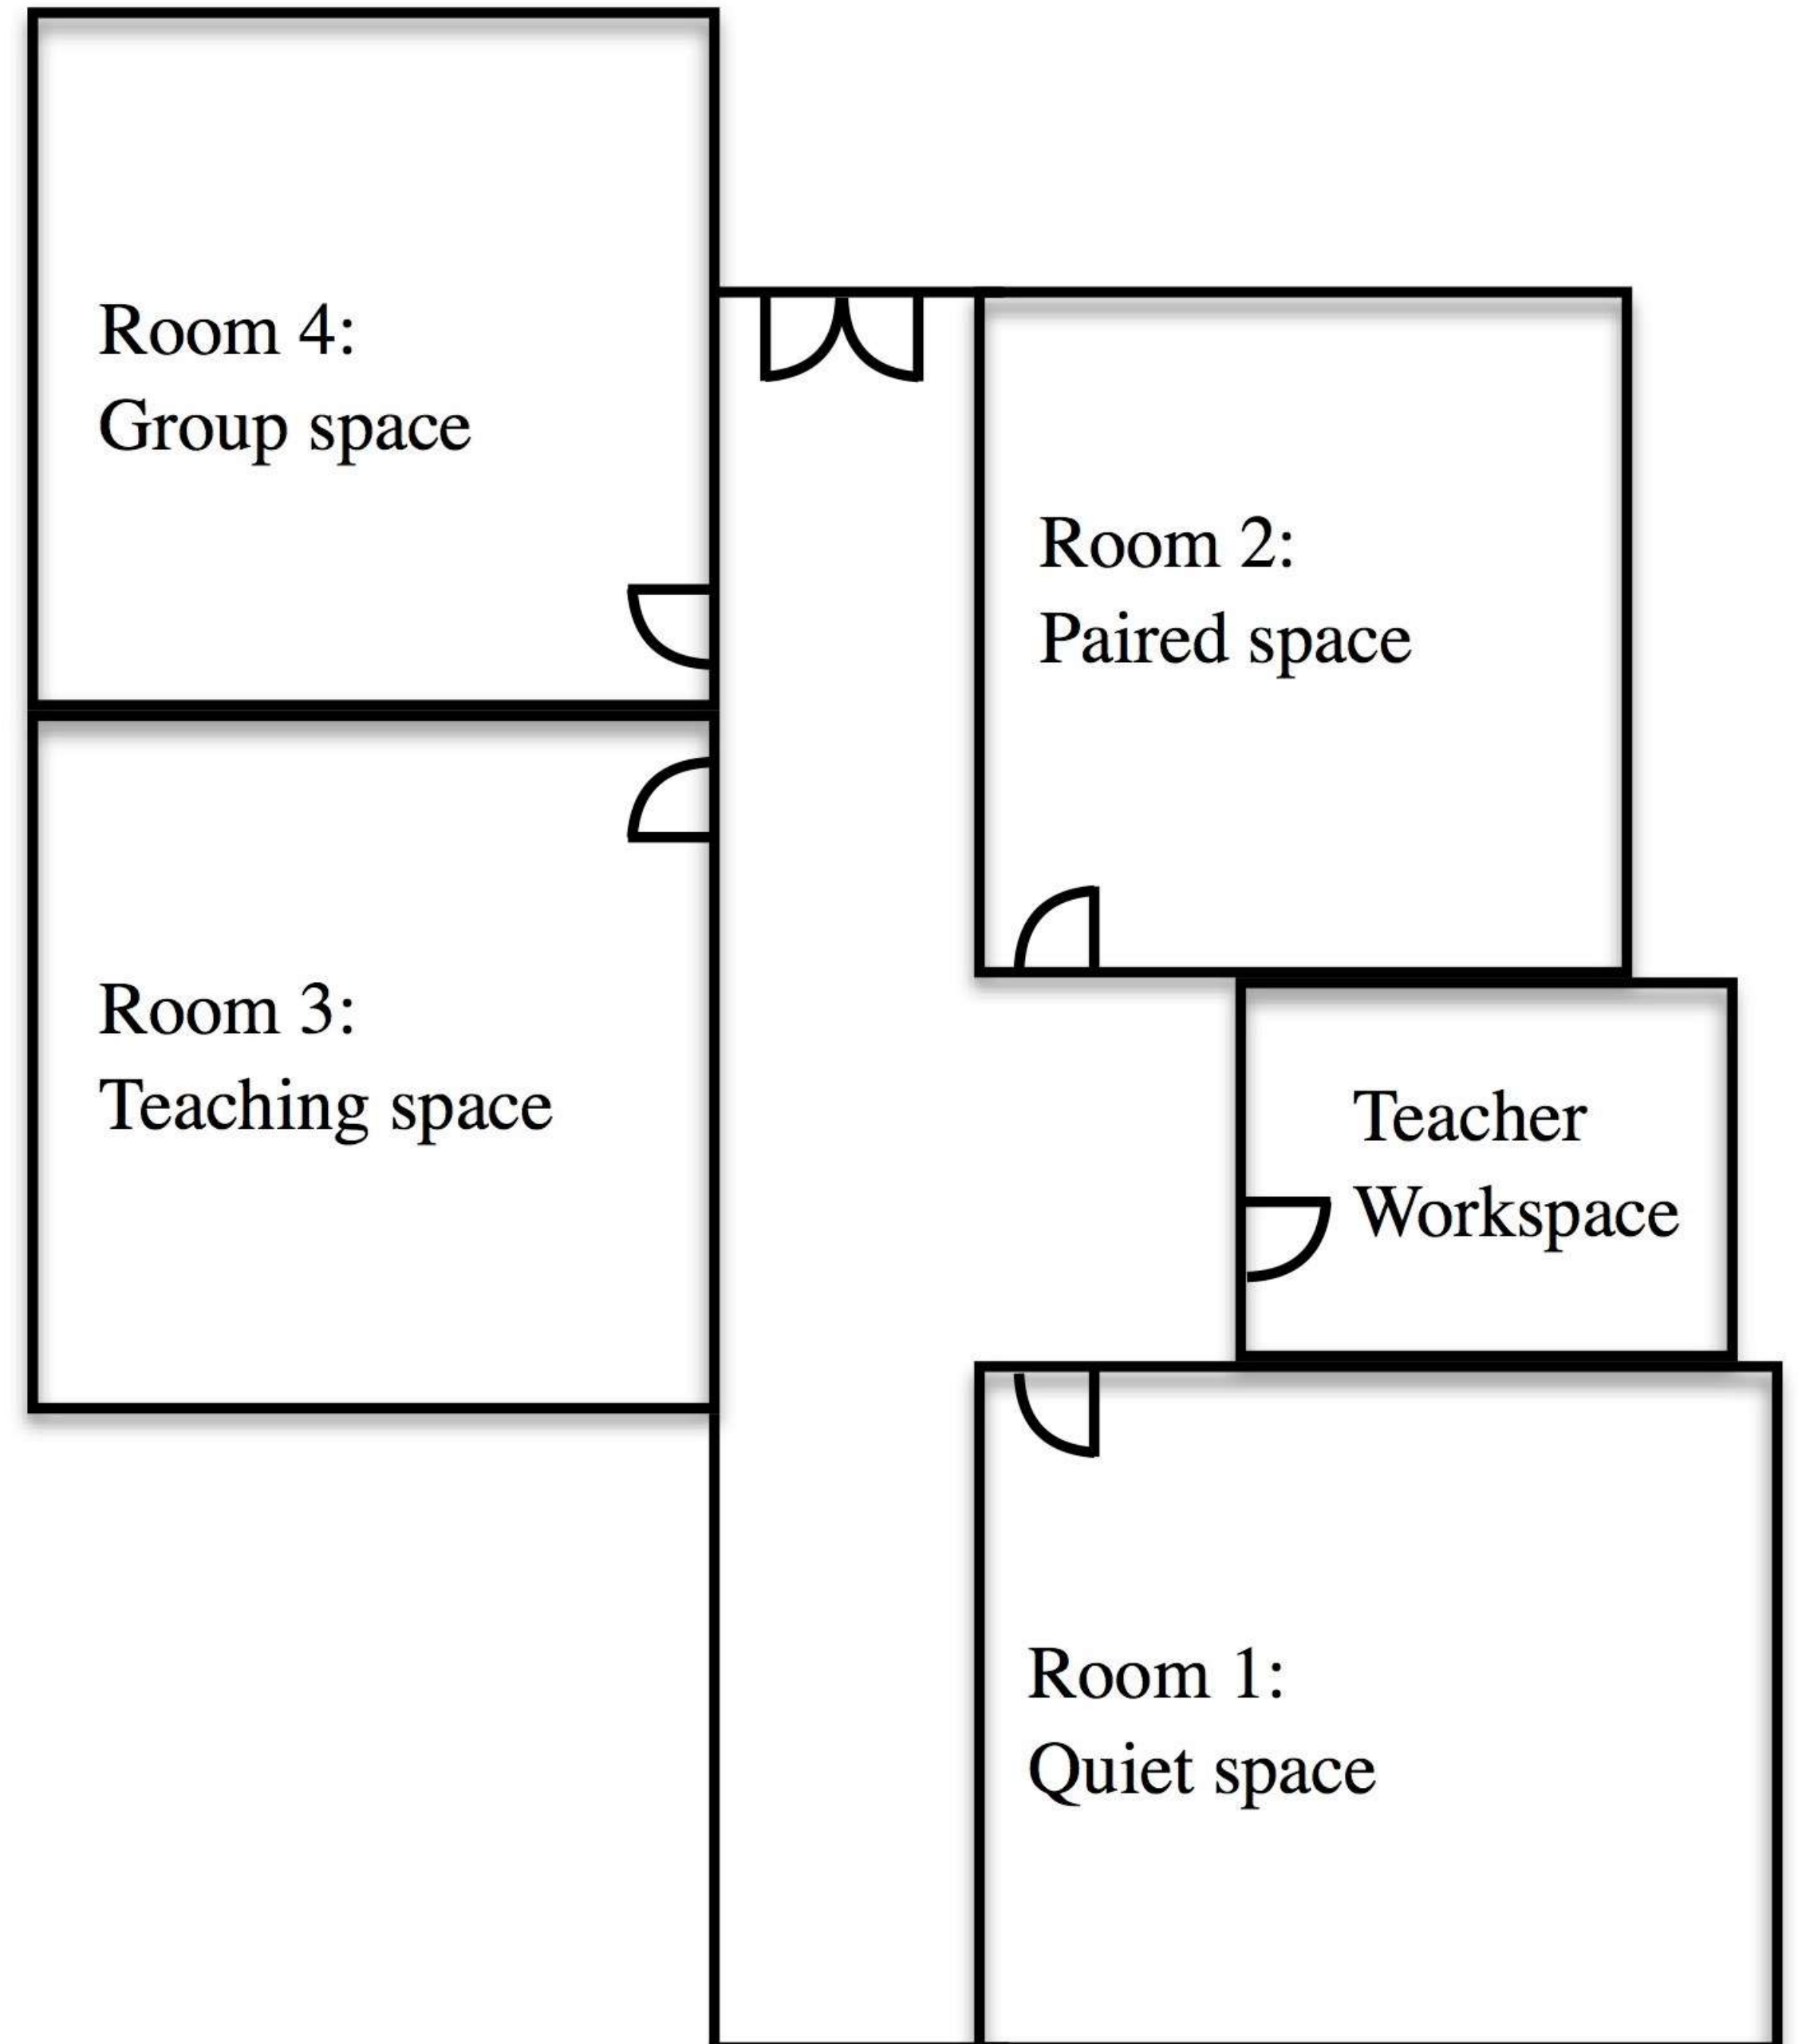 Room 4:
Group space
Room 2:
Paired space
Room 3:
Teaching space
Teacher
Workspace
Room 1:
Quiet space